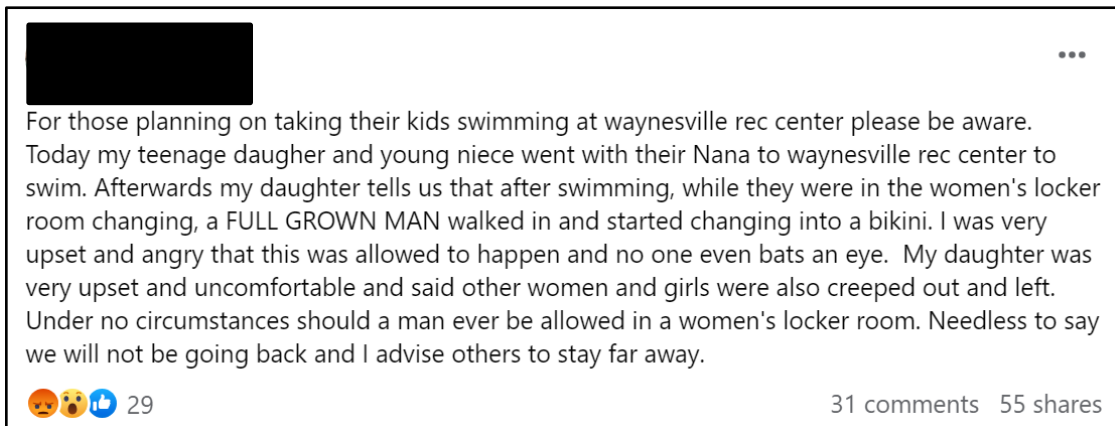 For those planning on taking their kids swimming at waynesville rec center please be aware.
Today my teenage daugher and young niece went with their Nana to waynesville rec center to
swim. Afterwards my daughter tells us that after swimming, while they were in the women's locker
room changing, a FULL GROWN MAN walked in and started changing into a bikini. I was very
upset and angry that this was allowed to happen and no one even bats an eye.  My daughter was
very upset and uncomfortable and said other women and girls were also creeped out and left.
Under no circumstances should a man ever be allowed in a women's locker room. Needless to say
we will not be going back and I advise others to stay far away.
29 31 comments 55 shares